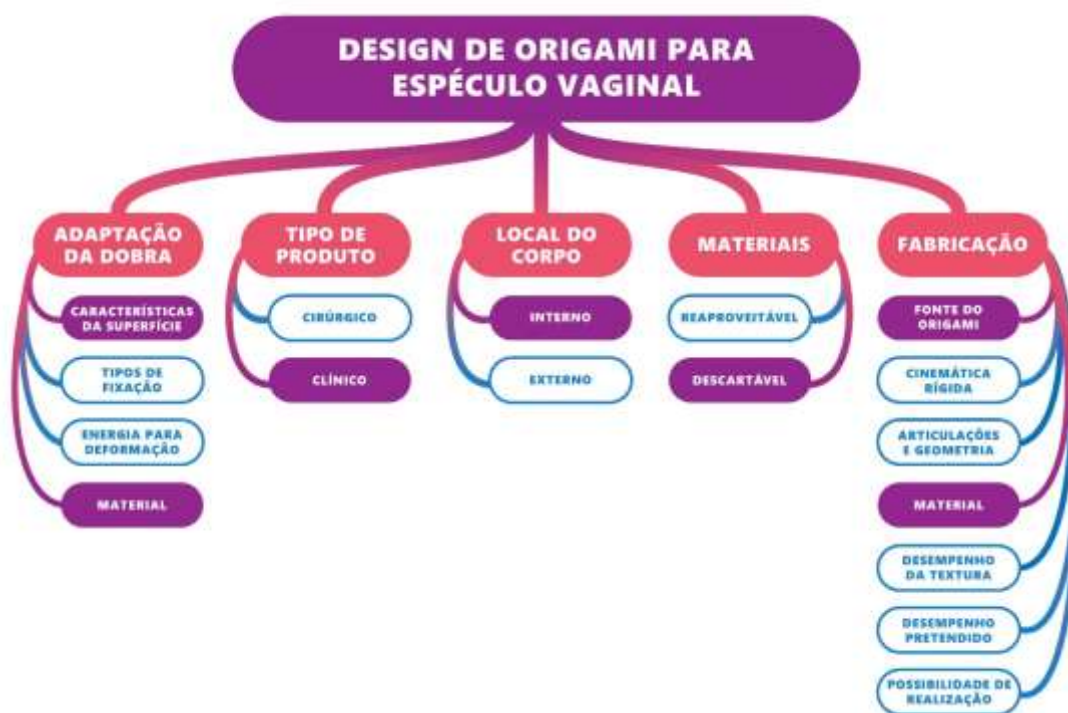 DESIGN DE ORIGAMI PARA
ESPÉCULO VAGINAL
ADAPTAÇÃO
DA DOBRA
CARACTERÍSTICAS
DA SUPERFÍCIE
TIPOS DE
FIXAÇÃO
ENERGIA PARA
DEFORMAÇÃO
MATERIAL
TIPO DE
PRODUTO
CIRÚRGICO
CLÍNICO
LOCAL DO
CORPO
INTERNO
EXTERNO
MATERIAIS
REAPROVEITÁVEL
DESCARTÁVEL
FABRICAÇÃO
FONTE DO
ORIGAMI
CINEMÁTICA
RÍGIDA
ARTICULAÇÕES
E GEOMETRIA
MATERIAL
DESEMPENHO
DA TEXTURA
DESEMPENHO
PRETENDIDO
POSSIBILIDADE DE
REALIZAÇÃO